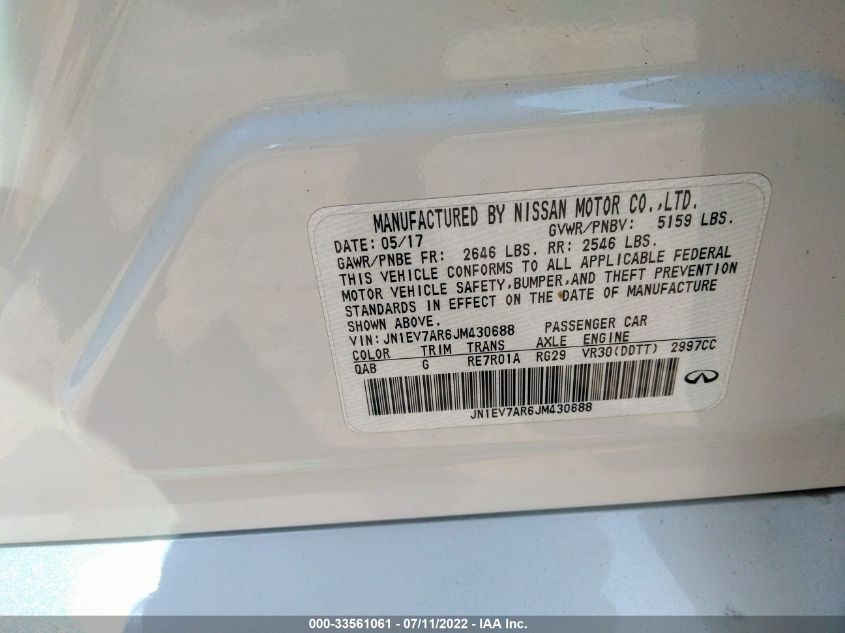 MANUFACTURED BY NISSAN MOTOR CO.,LTD.
DATE: 05/17 GVWR/PNBV: 5159 LBS.
GAWR/PNBE FR: 2646 LBS. RR: 2546 LBS.
THIS VEHICLE CONFORMS TO ALL APPLICABLE FEDERAL
MOTOR VEHICLE SAFETY,BUMPER,AND THEFT PREVENTION
STANDARDS IN EFFECT ON THE DATE OF MANUFACTURE
SHOWN ABOVE.
VIN: JN1EV7AR6JM430688 PASSENGER CAR
COLOR TRIM TRANS AXLE ENGINE
QAB G RE7R01A RG29 VR30(DDTT) 2997CC
JN1EV7AR6JM430688
000-33561061 - 07/11/2022 - IAA Inc.